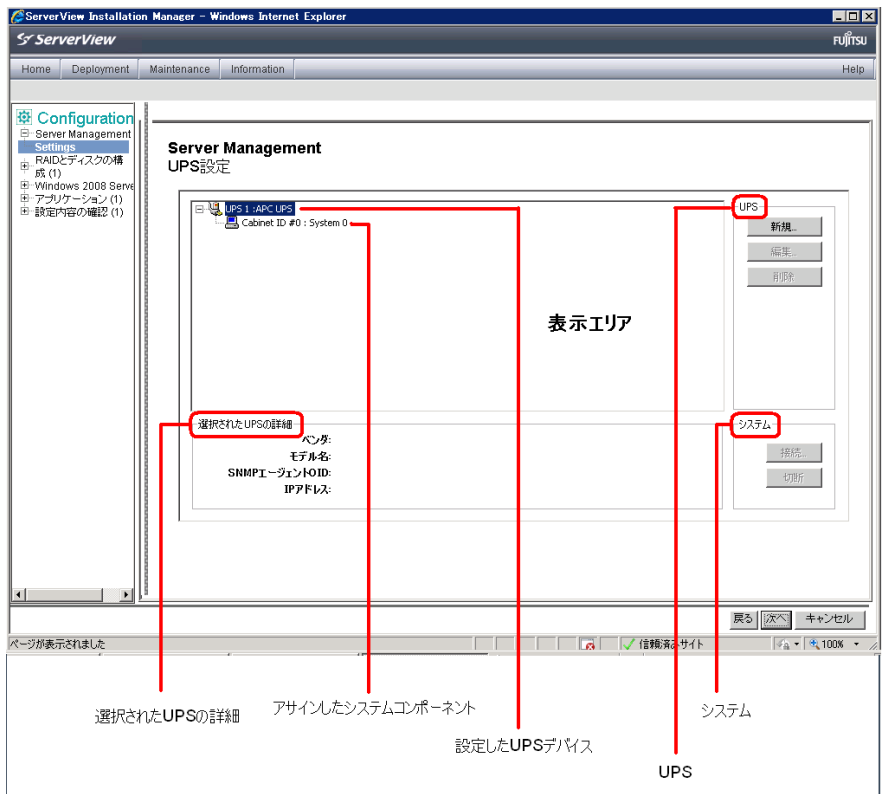 ServerView Installation Manager - Windows Internet Explorer
ServerView
FUJITSU
Home Deployment Maintenance Information Help
Configuration
Server Management
Settings
RAIDとディスクの構
成 (1)
Windows 2008 Serve
アプリケーション (1)
設定内容の確認 (1)
Server Management
UPS設定
UPS 1 :APC UPS
Cabinet ID #0 : System 0
表示エリア
UPS
新規...
編集...
削除
選択されたUPSの詳細
ベンダ:
モデル名:
SNMPエージェントOID:
IPアドレス:
システム
接続...
切断
戻る 次へ キャンセル
ページが表示されました
信頼済みサイト
100%
選択されたUPSの詳細
アサインしたシステムコンポーネント
設定したUPSデバイス
システム
UPS